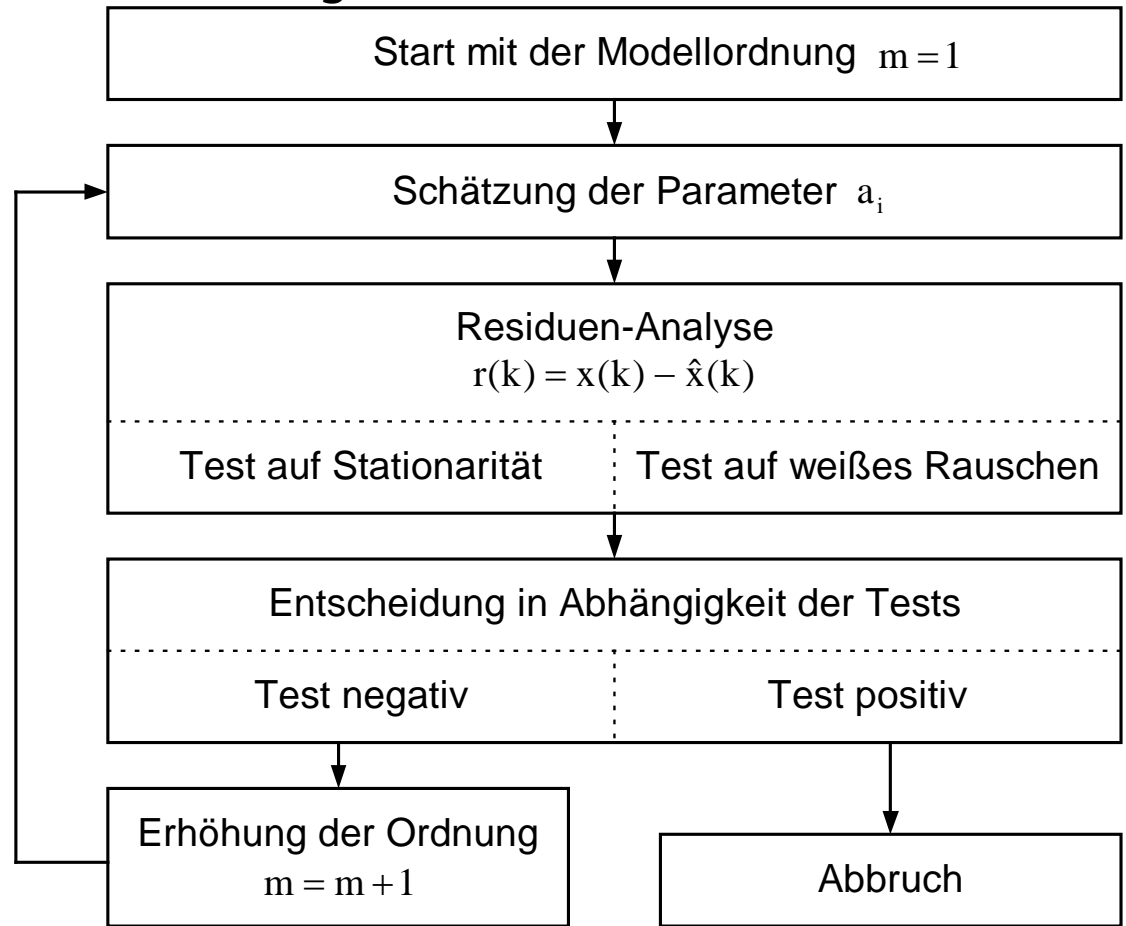 Start mit der Modellordnung m = 1
Schätzung der Parameter aᵢ
Residuen-Analyse
r(k) = x(k) − x̂(k)
Test auf Stationarität
Test auf weißes Rauschen
Entscheidung in Abhängigkeit der Tests
Test negativ
Test positiv
Erhöhung der Ordnung
m = m + 1
Abbruch